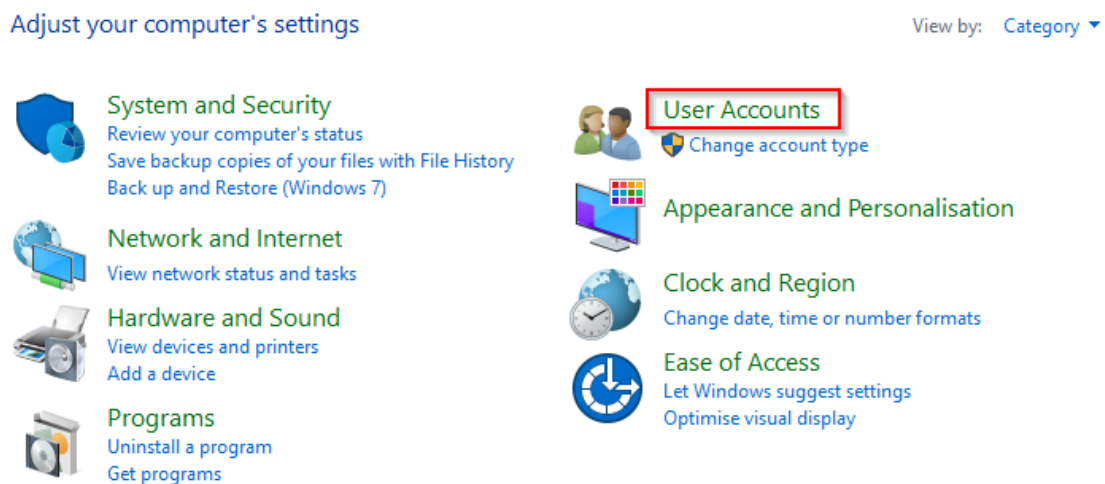 Adjust your computer's settings
View by: Category
System and Security
Review your computer's status
Save backup copies of your files with File History
Back up and Restore (Windows 7)
Network and Internet
View network status and tasks
Hardware and Sound
View devices and printers
Add a device
Programs
Uninstall a program
Get programs
User Accounts
Change account type
Appearance and Personalisation
Clock and Region
Change date, time or number formats
Ease of Access
Let Windows suggest settings
Optimise visual display